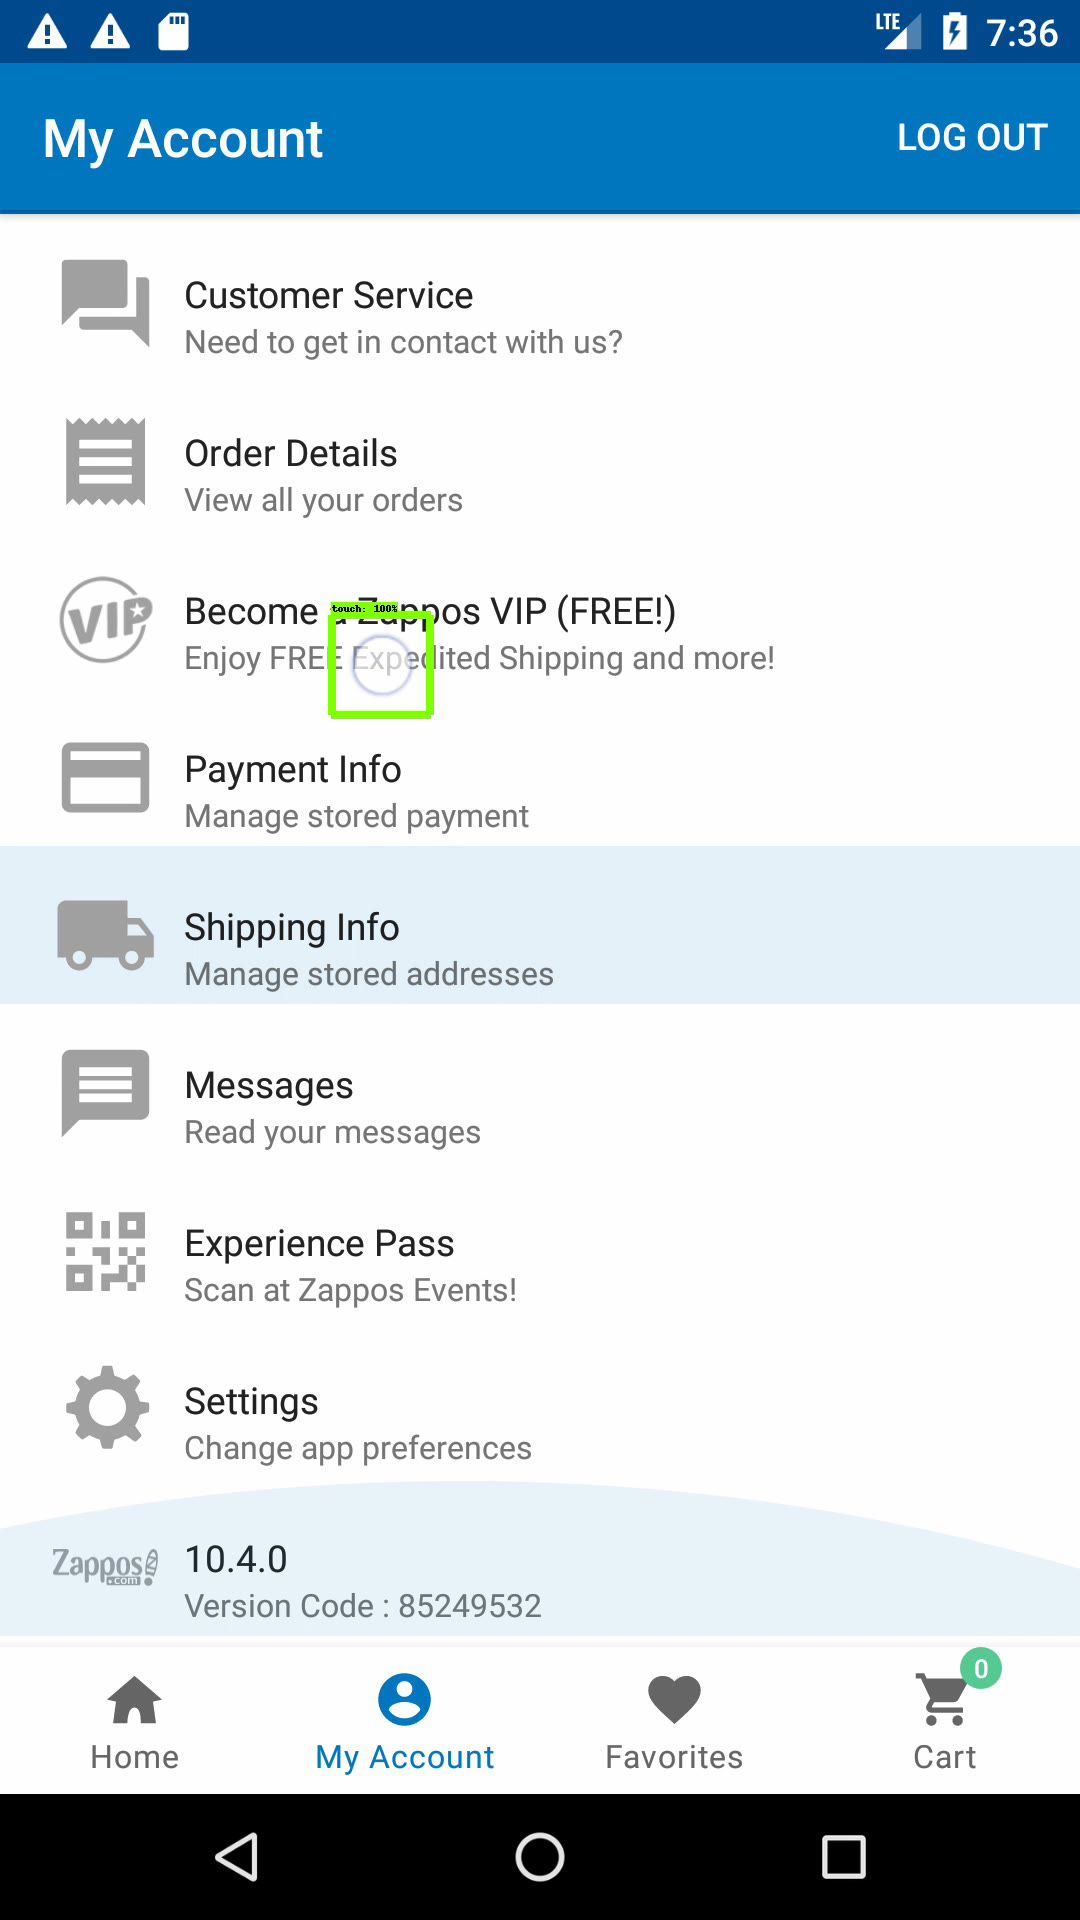 LTE 7:36
My Account LOG OUT
Customer Service
Need to get in contact with us?
Order Details
View all your orders
VIP
Become a Zappos VIP (FREE!)
touch: 100%
Enjoy FREE Expedited Shipping and more!
Payment Info
Manage stored payment
Shipping Info
Manage stored addresses
Messages
Read your messages
Experience Pass
Scan at Zappos Events!
Settings
Change app preferences
Zappos
.com
10.4.0
Version Code : 85249532
0
Home My Account Favorites Cart